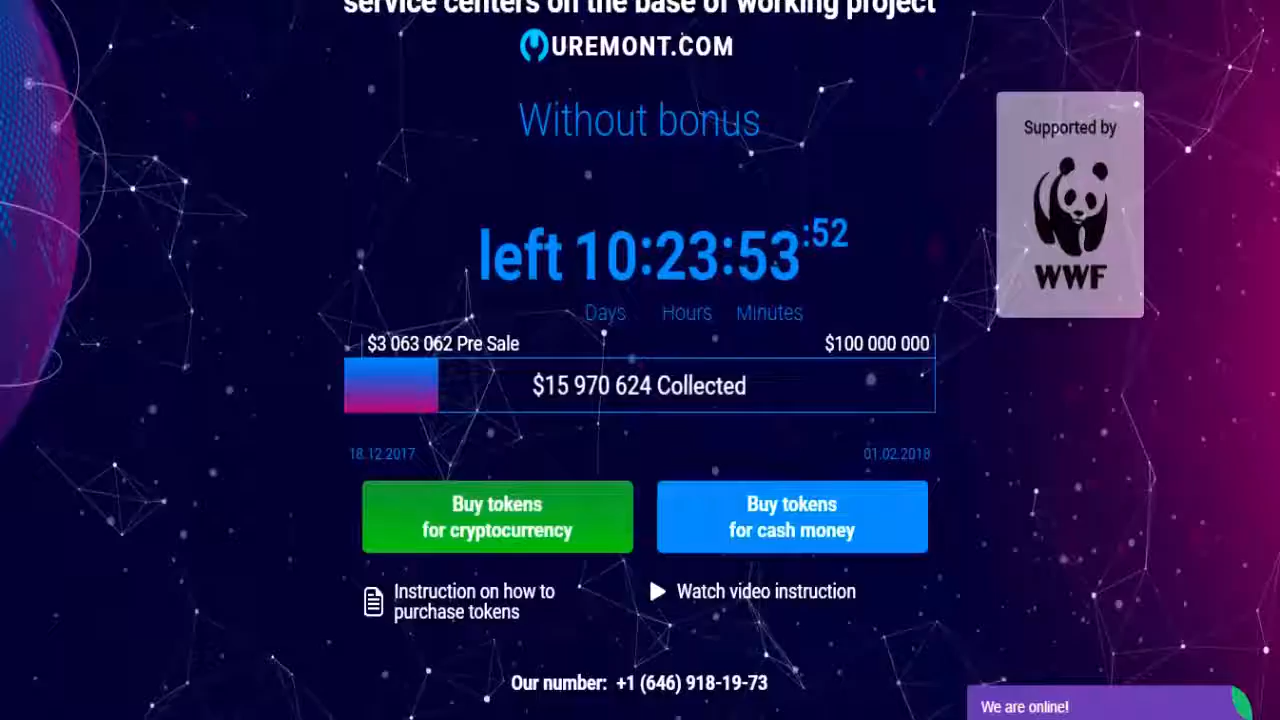 service centers on the base of working project
UREMONT.COM
Without bonus
Supported by
WWF
left 10:23:53:52
Days Hours Minutes
$3 063 062 Pre Sale $100 000 000
$15 970 624 Collected
18.12.2017 01.02.2018
Buy tokens
for cryptocurrency
Buy tokens
for cash money
Instruction on how to
purchase tokens
Watch video instruction
Our number: +1 (646) 918-19-73
We are online!